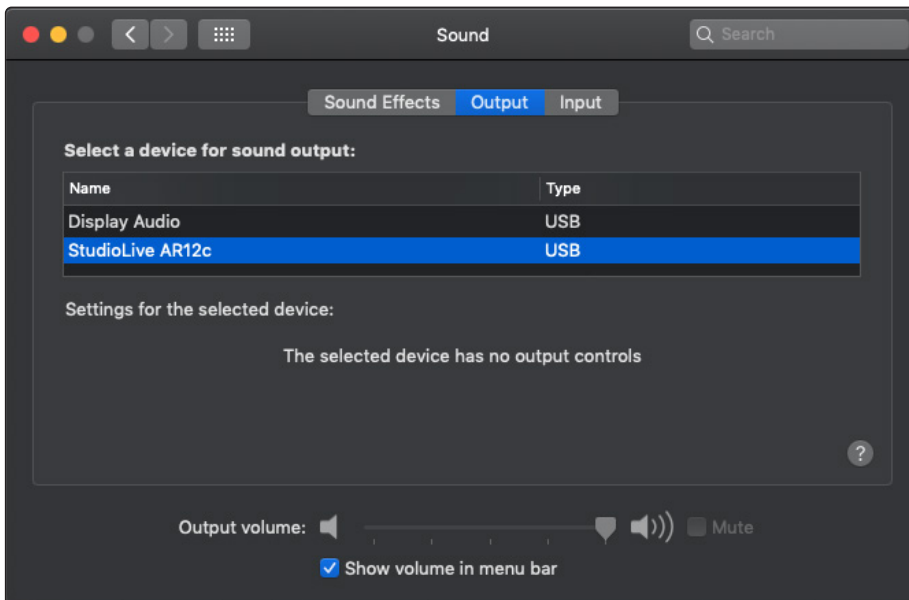 Sound
Search
Sound Effects Output Input
Select a device for sound output:
Name Type
Display Audio USB
StudioLive AR12c USB
Settings for the selected device:
The selected device has no output controls
?
Output volume: Mute
Show volume in menu bar